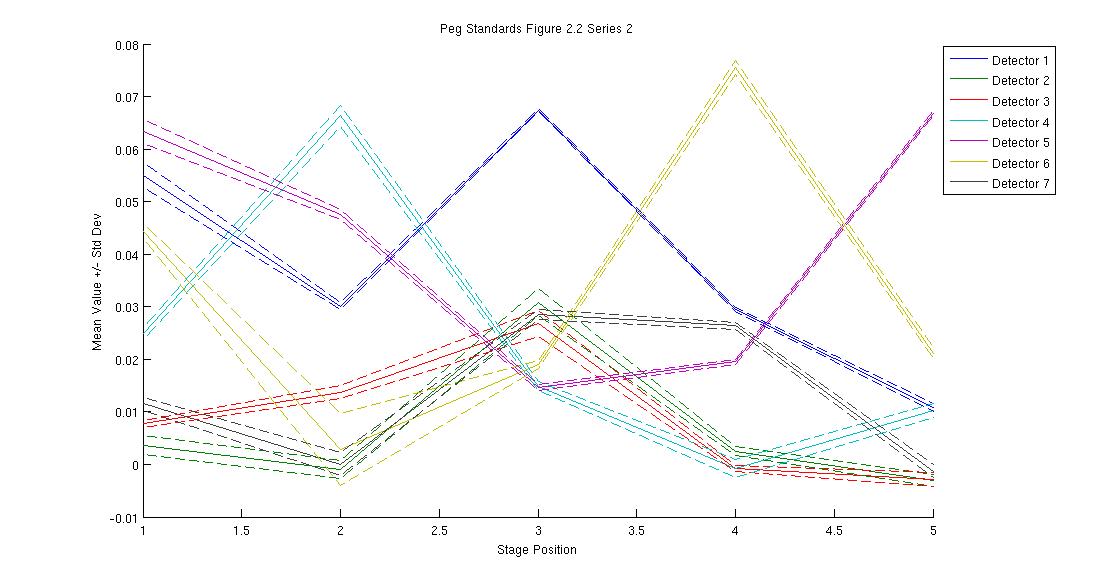 Peg Standards Figure 2.2 Series 2
Mean Value +/- Std Dev
0.08
0.07
0.06
0.05
0.04
0.03
0.02
0.01
0
-0.01
1
1.5
2
2.5
3
3.5
4
4.5
5
Stage Position
Detector 1
Detector 2
Detector 3
Detector 4
Detector 5
Detector 6
Detector 7